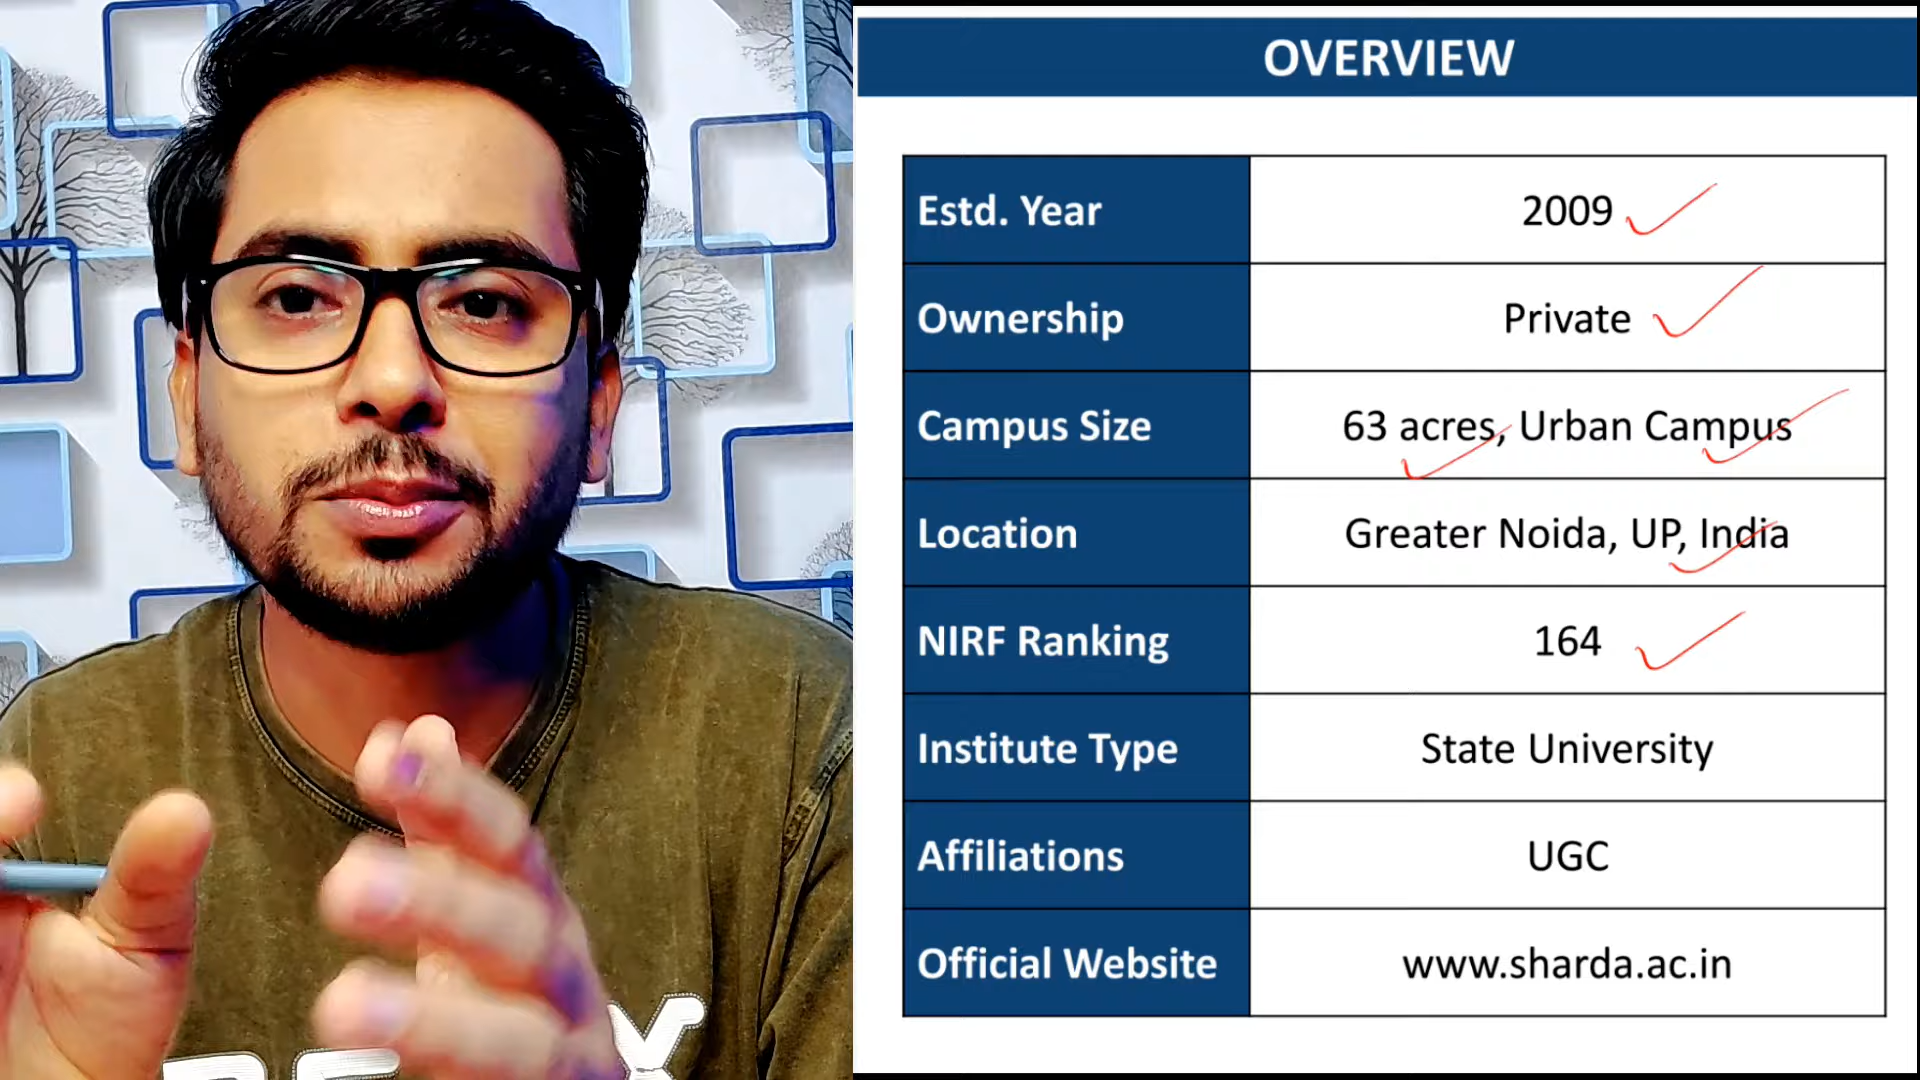 OVERVIEW
Estd. Year 2009
Ownership Private
Campus Size 63 acres, Urban Campus
Location Greater Noida, UP, India
NIRF Ranking 164
Institute Type State University
Affiliations UGC
Official Website www.sharda.ac.in